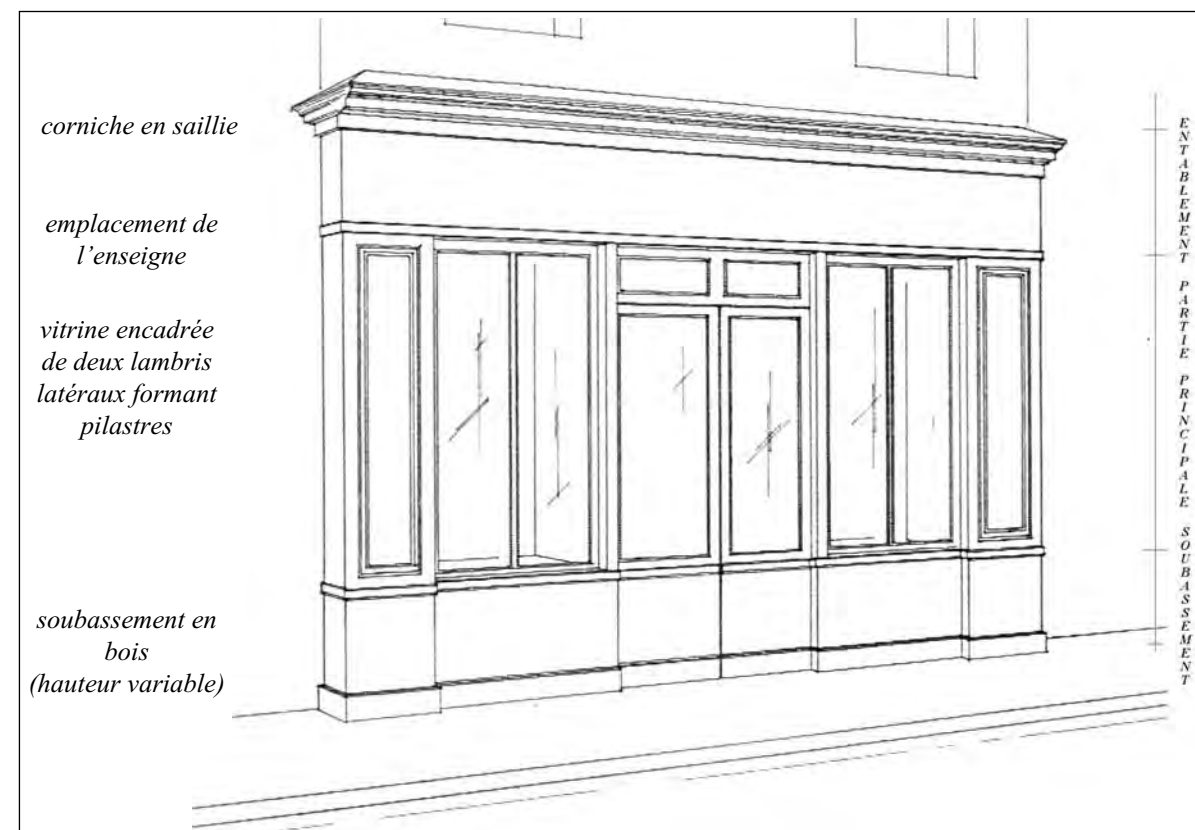 corniche en saillie
emplacement de
l’enseigne
vitrine encadrée
de deux lambris
latéraux formant
pilastres
soubassement en
bois
(hauteur variable)
ENTABLEMENT PARTIE PRINCIPALE SOUBASSEMENT